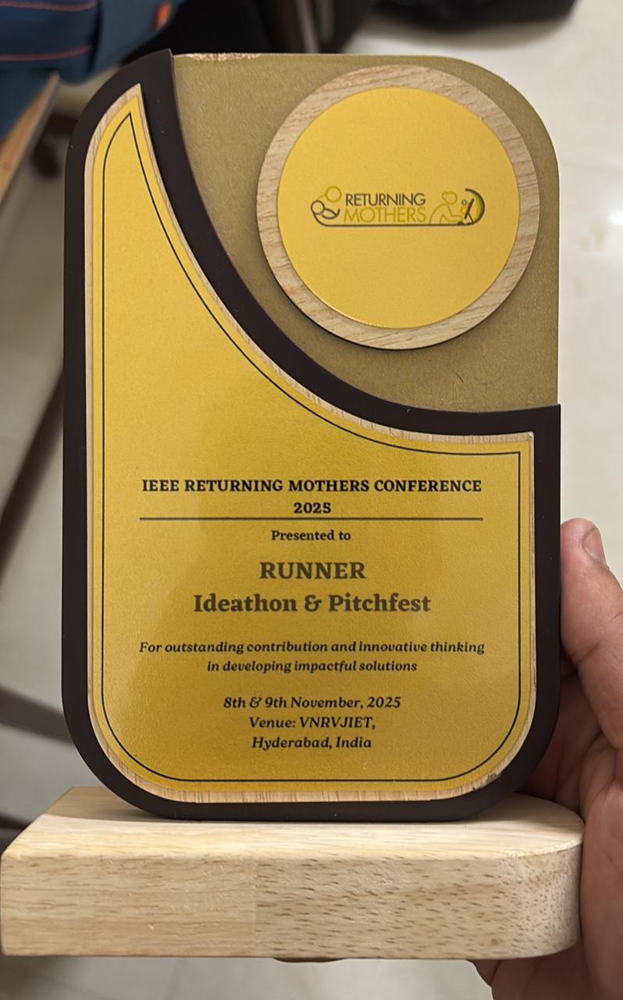 RETURNING
MOTHERS
IEEE RETURNING MOTHERS CONFERENCE
2025
Presented to
RUNNER
Ideathon & Pitchfest
For outstanding contribution and innovative thinking
in developing impactful solutions
8th & 9th November, 2025
Venue: VNRVJIET,
Hyderabad, India